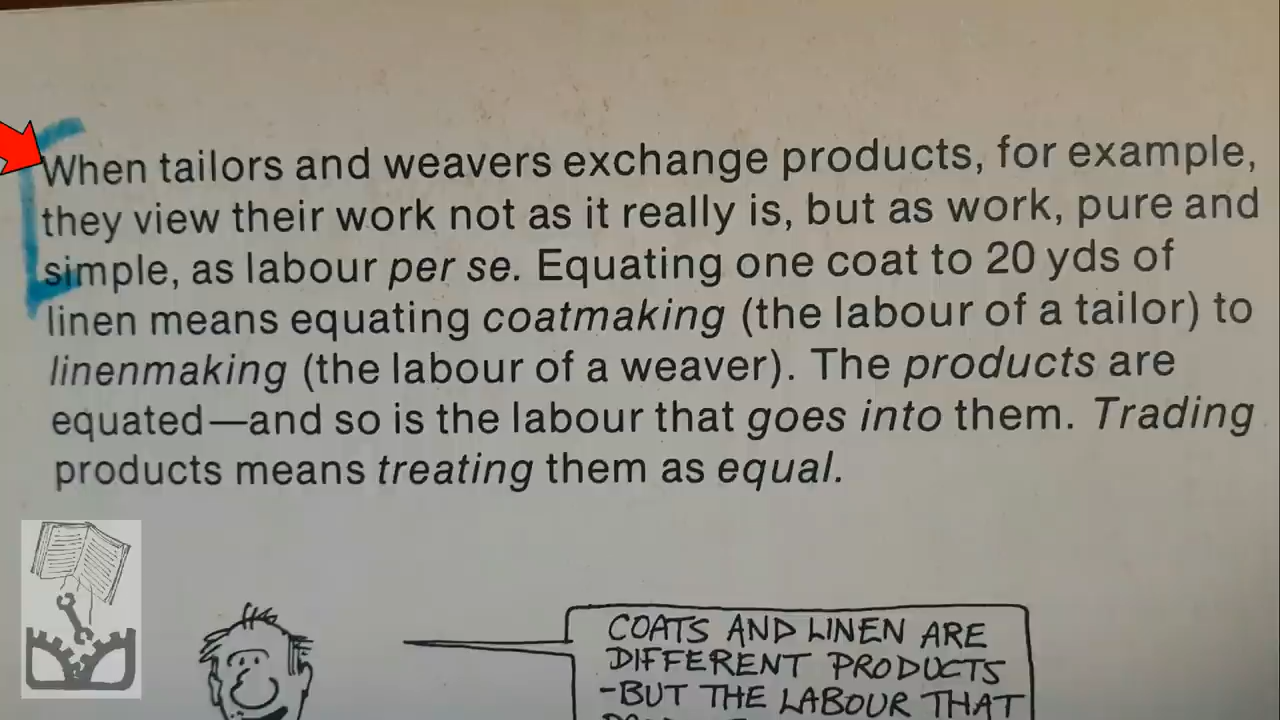 When tailors and weavers exchange products, for example,
they view their work not as it really is, but as work, pure and
simple, as labour per se. Equating one coat to 20 yds of
linen means equating coatmaking (the labour of a tailor) to
linenmaking (the labour of a weaver). The products are
equated—and so is the labour that goes into them. Trading
products means treating them as equal.
COATS AND LINEN ARE
DIFFERENT PRODUCTS
-BUT THE LABOUR THAT